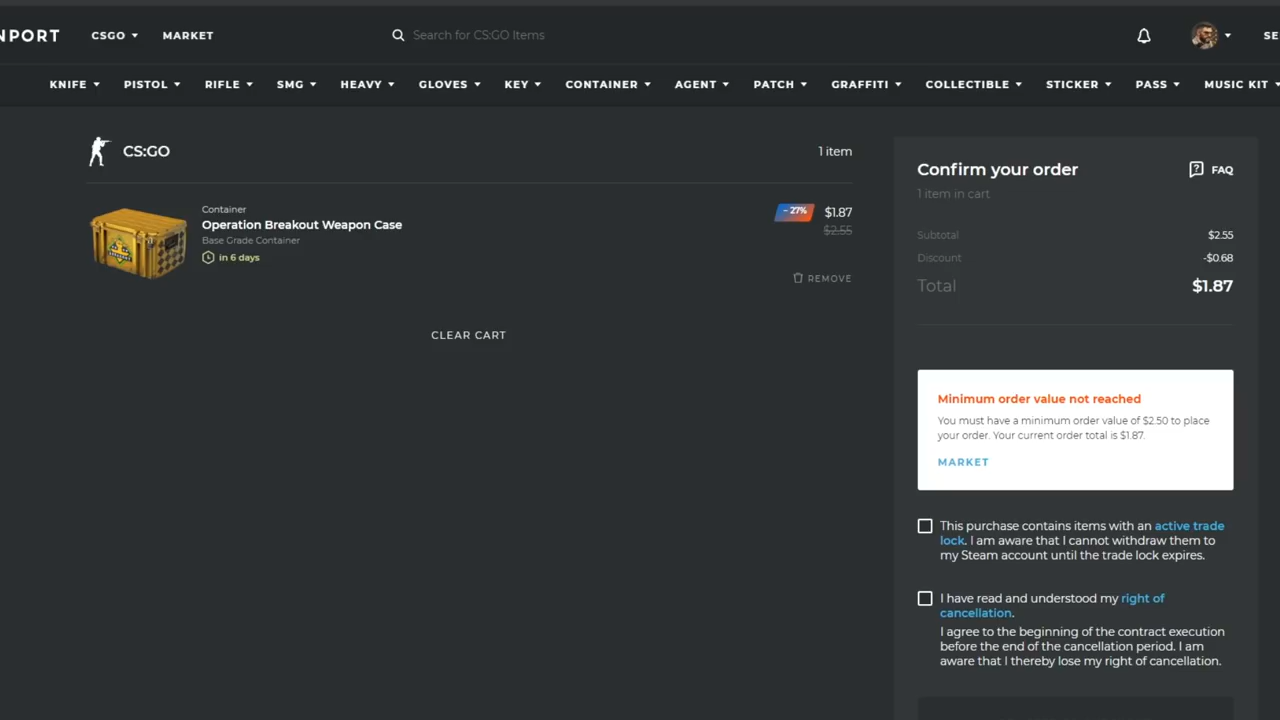 NPORT CSGO MARKET Search for CS:GO Items SE
KNIFE PISTOL RIFLE SMG HEAVY GLOVES KEY CONTAINER AGENT PATCH GRAFFITI COLLECTIBLE STICKER PASS MUSIC KIT
CS:GO 1 item
Container
Operation Breakout Weapon Case
Base Grade Container
in 6 days
- 27% $1.87
$2.55
REMOVE
CLEAR CART
Confirm your order FAQ
1 item in cart
Subtotal $2.55
Discount -$0.68
Total $1.87
Minimum order value not reached
You must have a minimum order value of $2.50 to place
your order. Your current order total is $1.87.
MARKET
This purchase contains items with an active trade
lock. I am aware that I cannot withdraw them to
my Steam account until the trade lock expires.
I have read and understood my right of
cancellation.
I agree to the beginning of the contract execution
before the end of the cancellation period. I am
aware that I thereby lose my right of cancellation.